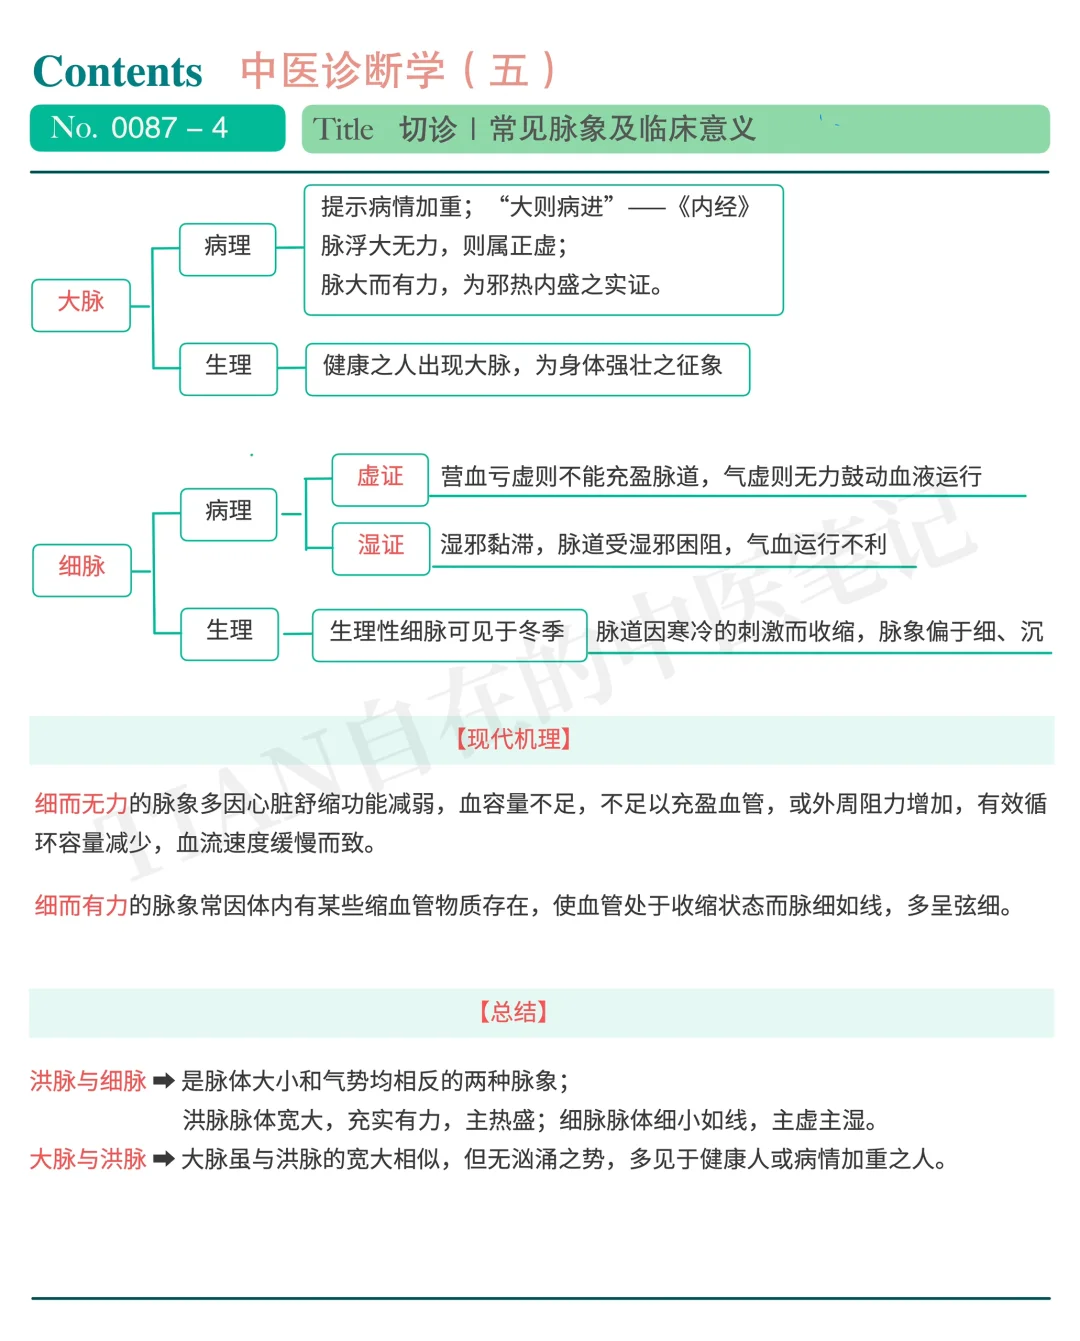 Contents 中医诊断学（五）
No. 0087 – 4
Title 切诊 | 常见脉象及临床意义
大脉
病理
提示病情加重；“大则病进”——《内经》
脉浮大无力，则属正虚；
脉大而有力，为邪热内盛之实证。
生理
健康之人出现大脉，为身体强壮之征象
细脉
病理
虚证
营血亏虚则不能充盈脉道，气虚则无力鼓动血液运行
湿证
湿邪黏滞，脉道受湿邪困阻，气血运行不利
生理
生理性细脉可见于冬季
脉道因寒冷的刺激而收缩，脉象偏于细、沉
TIAN自在的中医笔记
【现代机理】
细而无力的脉象多因心脏舒缩功能减弱，血容量不足，不足以充盈血管，或外周阻力增加，有效循
环容量减少，血流速度缓慢而致。
细而有力的脉象常因体内有某些缩血管物质存在，使血管处于收缩状态而脉细如线，多呈弦细。
【总结】
洪脉与细脉➡是脉体大小和气势均相反的两种脉象；
洪脉脉体宽大，充实有力，主热盛；细脉脉体细小如线，主虚主湿。
大脉与洪脉➡大脉虽与洪脉的宽大相似，但无汹涌之势，多见于健康人或病情加重之人。